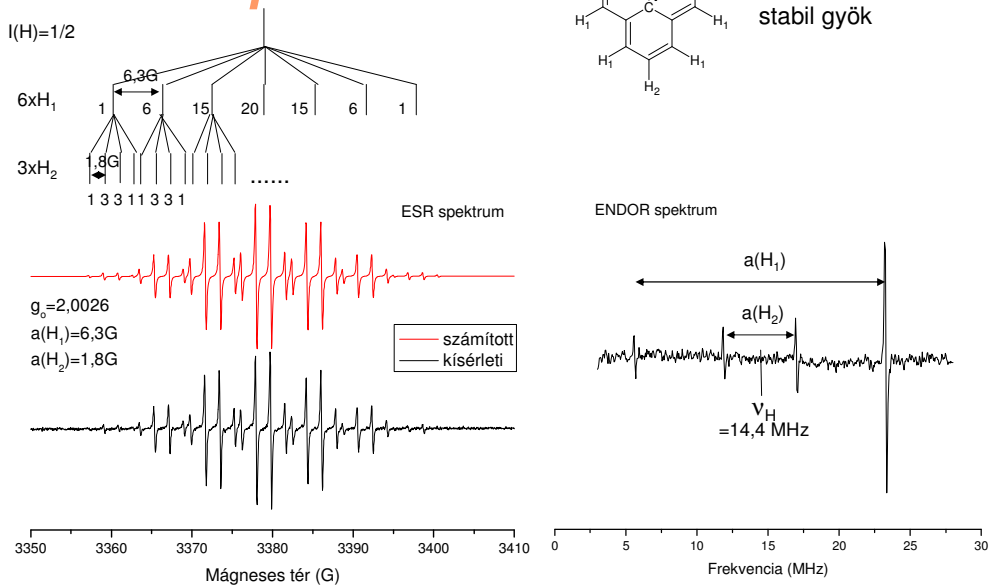 I(H)=1/2
6,3G
6xH₁
1 6 15 20 15 6 1
1,8G
3xH₂
1 3 3 1 1 3 3 1
......
ESR spektrum
gₒ=2,0026
a(H₁)=6,3G
a(H₂)=1,8G
számított
kísérleti
3350 3360 3370 3380 3390 3400 3410
Mágneses tér (G)
C
H₁ H₁
H₁ H₁
H₂
stabil gyök
ENDOR spektrum
a(H₁)
a(H₂)
νH
=14,4 MHz
0 5 10 15 20 25 30
Frekvencia (MHz)